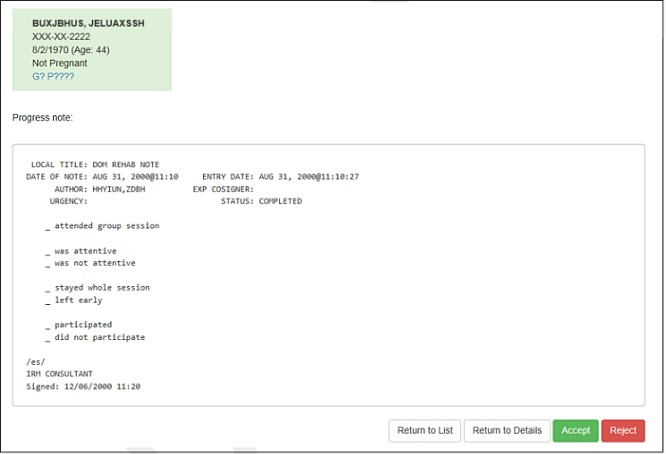 BUXJBHUS, JELUAXSSH
XXX-XX-2222
8/2/1970 (Age: 44)
Not Pregnant
G? P????
Progress note:
LOCAL TITLE: DOM REHAB NOTE
DATE OF NOTE: AUG 31, 2000@11:10 ENTRY DATE: AUG 31, 2000@11:10:27
AUTHOR: HHYIUN,ZDBH EXP COSIGNER:
URGENCY: STATUS: COMPLETED
_ attended group session
_ was attentive
_ was not attentive
_ stayed whole session
_ left early
_ participated
_ did not participate
/es/
IRM CONSULTANT
Signed: 12/06/2000 11:20
Return to List Return to Details Accept Reject